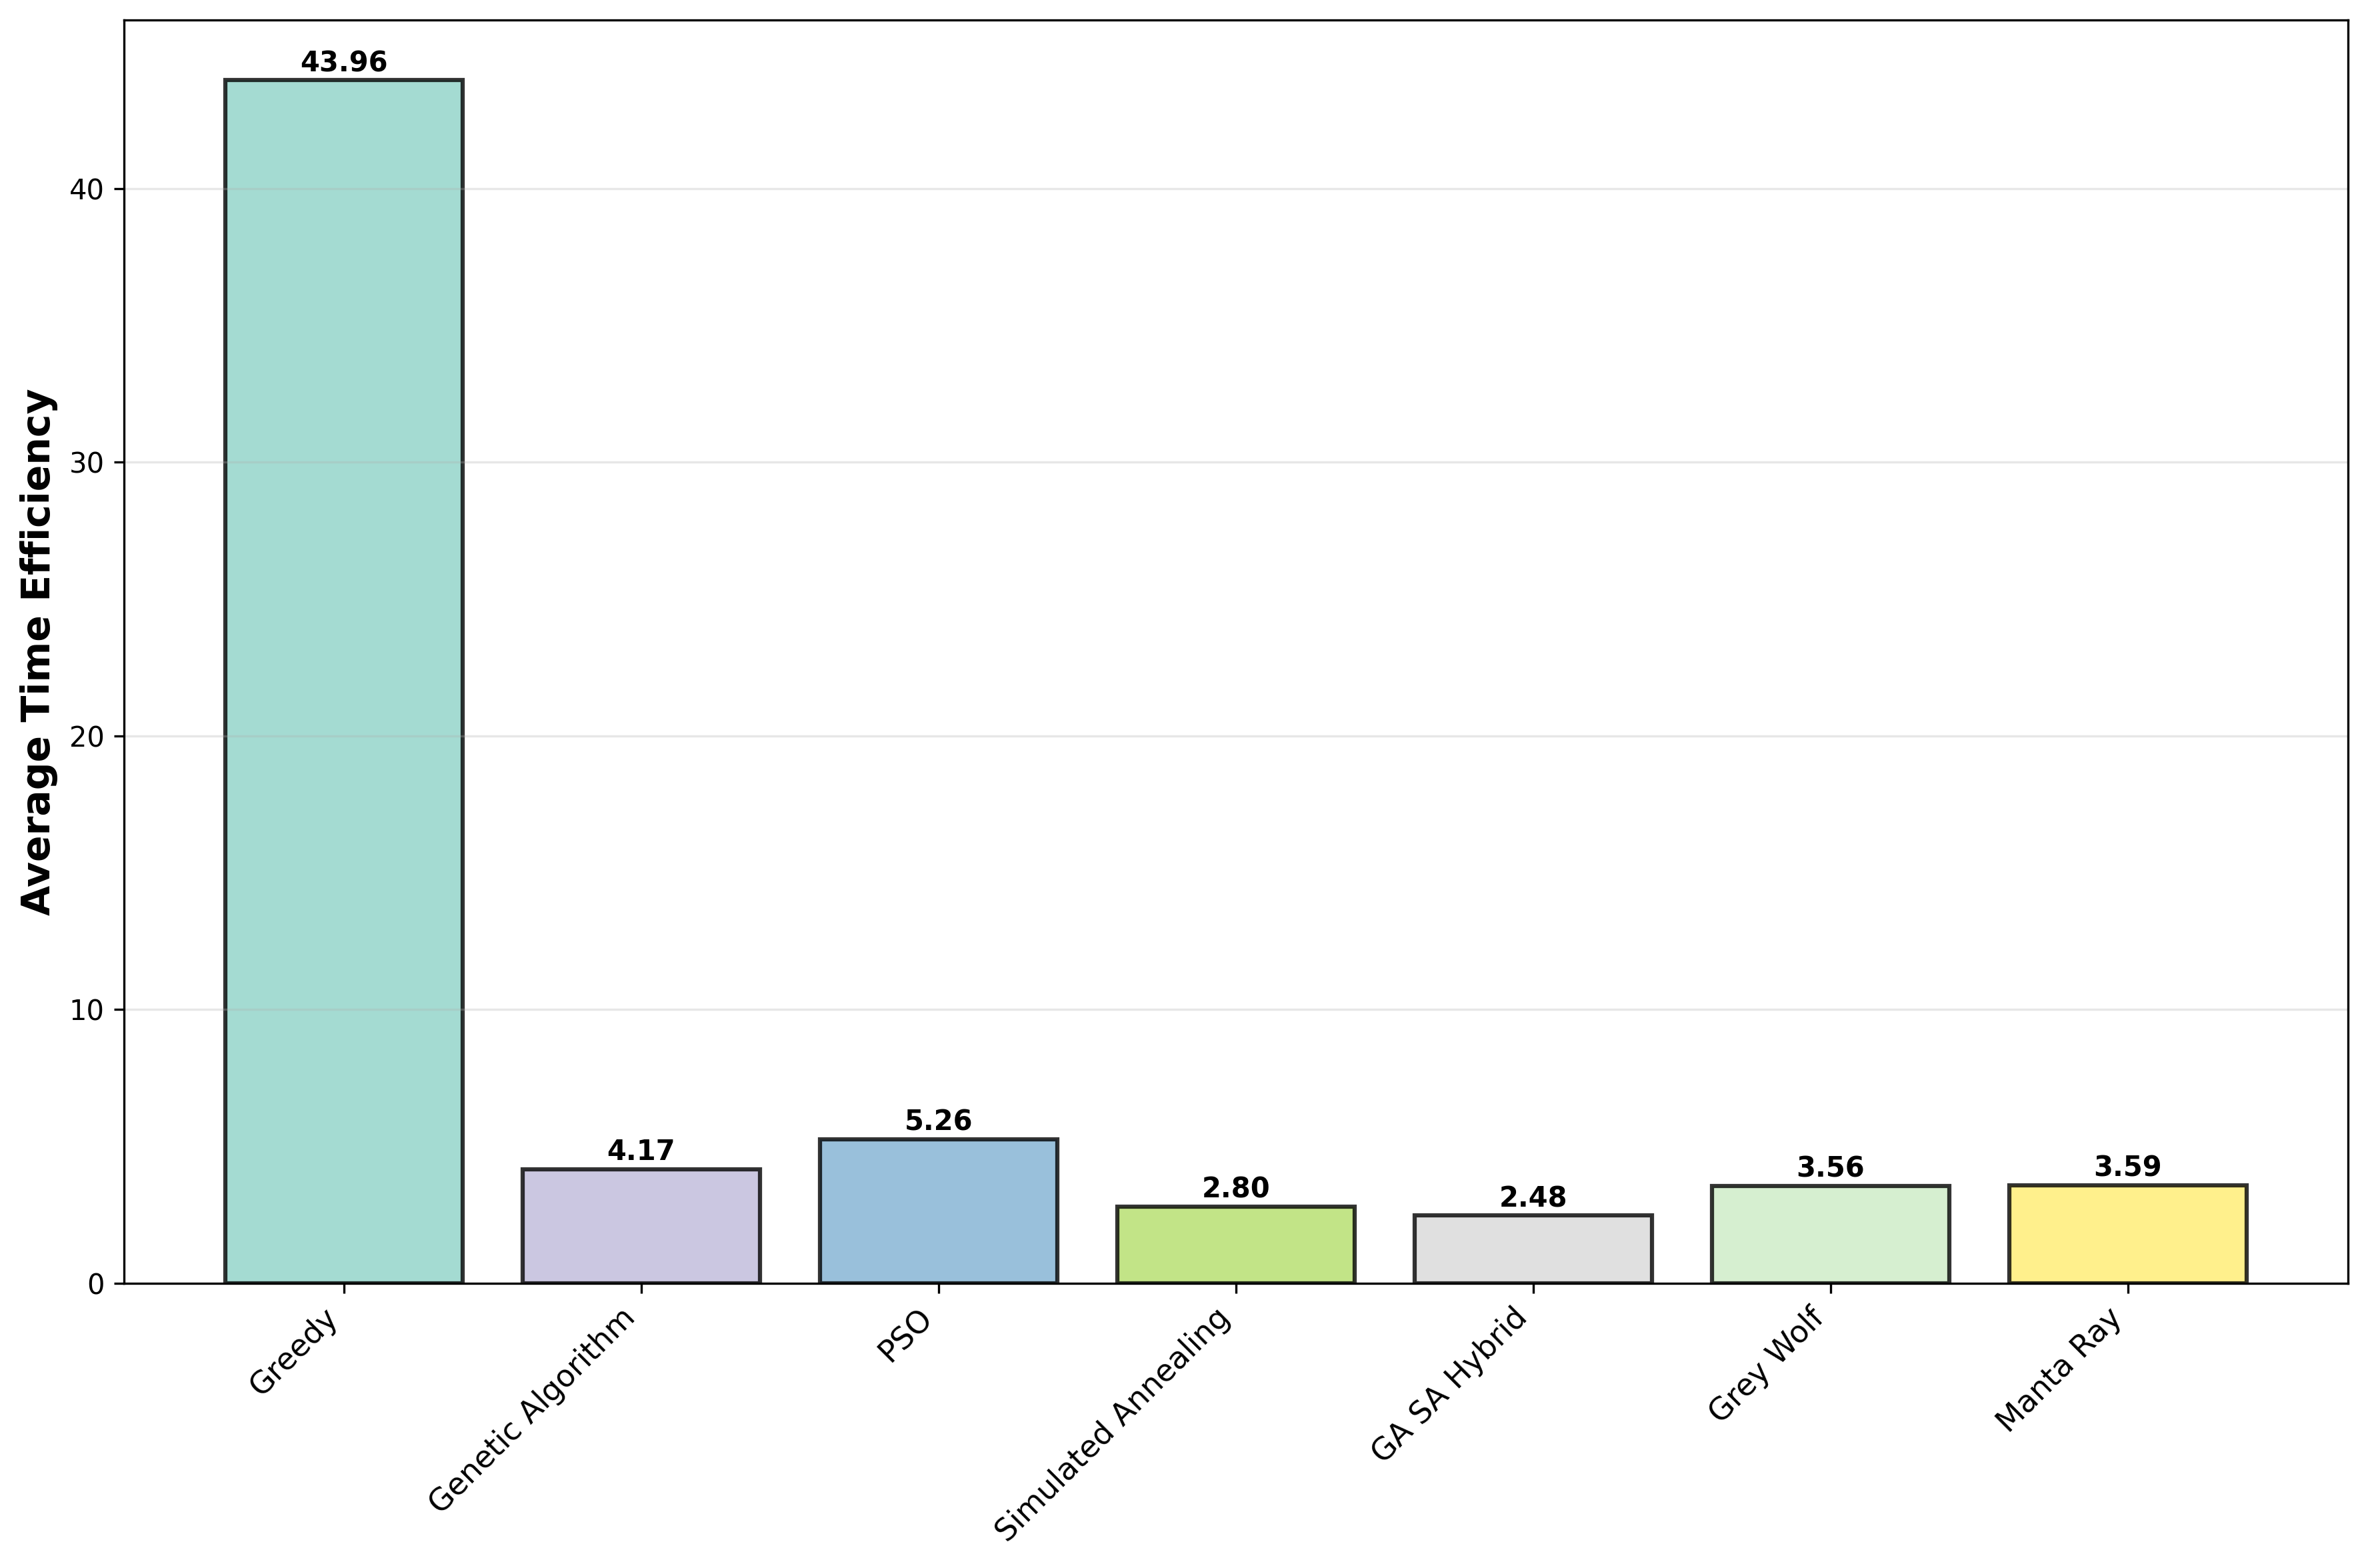 Average Time Efficiency
40
30
20
10
0
43.96
4.17
5.26
2.80
2.48
3.56
3.59
Greedy
Genetic Algorithm
PSO
Simulated Annealing
GA SA Hybrid
Grey Wolf
Manta Ray